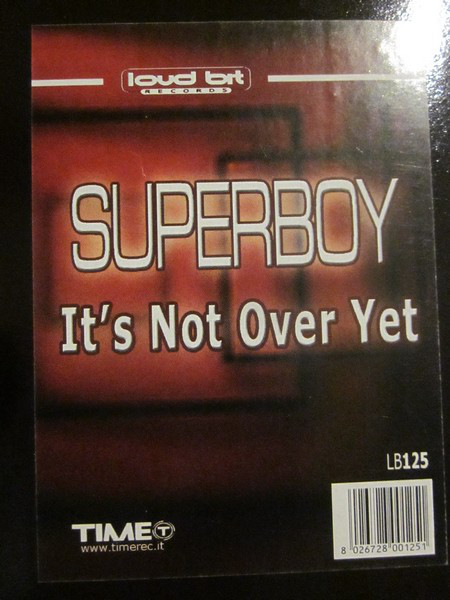 loud bit
RECORDS
SUPERBOY
It's Not Over Yet
LB125
TIME T
www.timerec.it
8 026728 001251